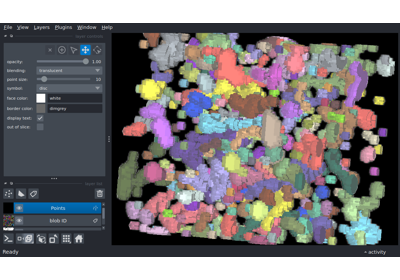 File View Layers Plugins Window Help
opacity: 1.00
blending: translucent
point size: 10
symbol: disc
face color: white
border color: dimgrey
display text:
out of slice:
Points
blob ID
Ready
activity